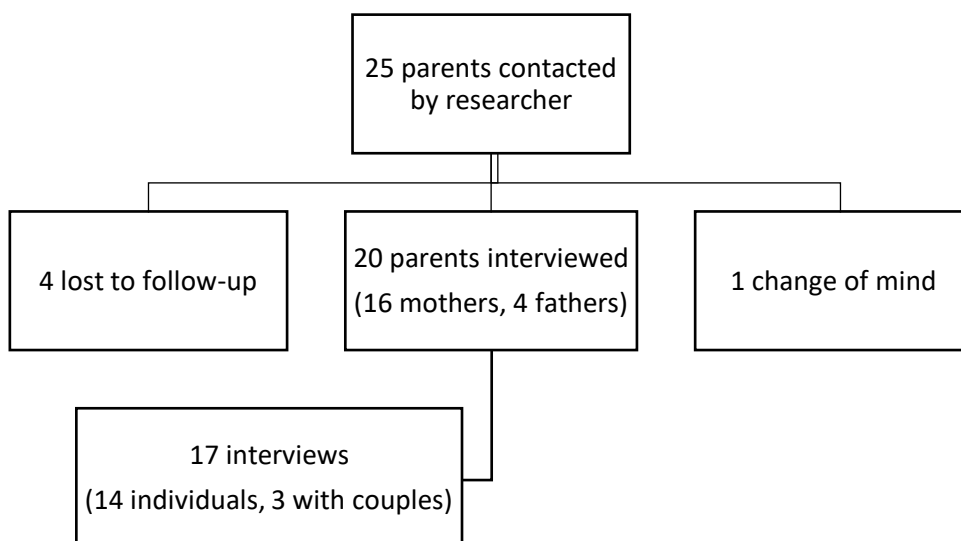 25 parents contacted
by researcher
4 lost to follow-up
20 parents interviewed
(16 mothers, 4 fathers)
1 change of mind
17 interviews
(14 individuals, 3 with couples)